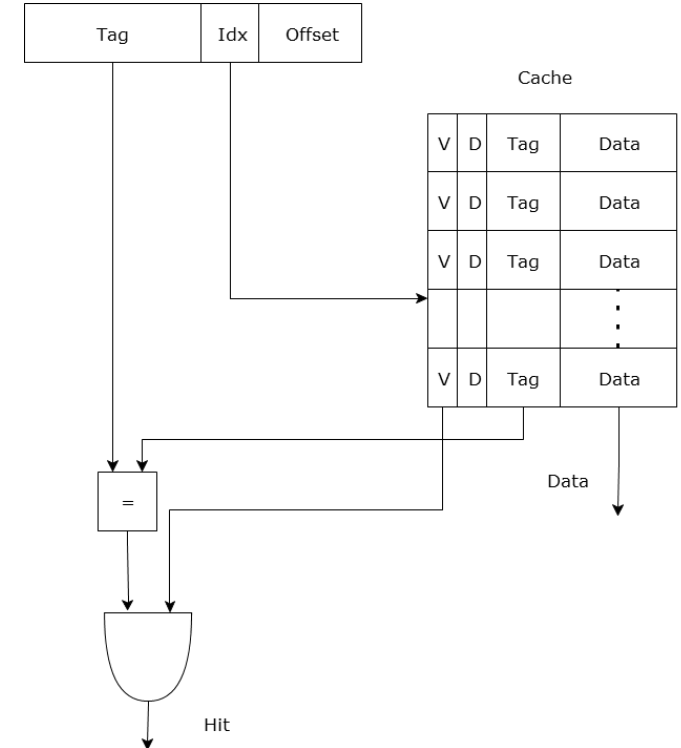 Tag Idx Offset
Cache
V D Tag Data
V D Tag Data
V D Tag Data
V D Tag Data
Data
=
Hit